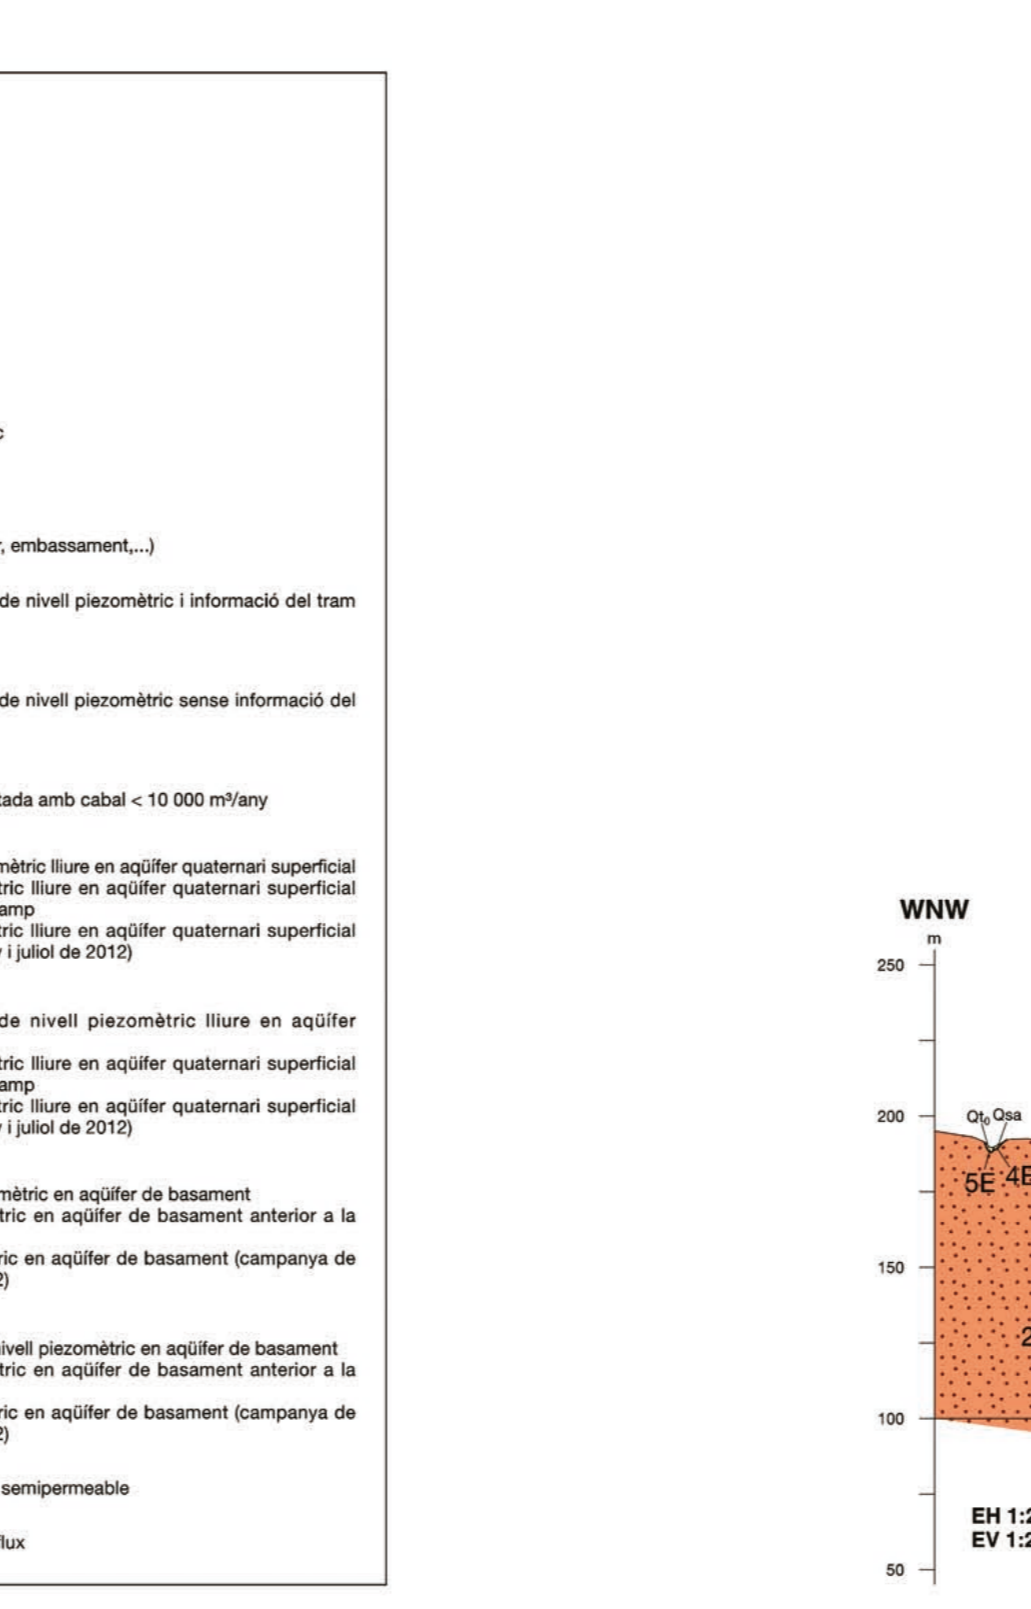 , embassament,...)
de nivell piezomètric i informació del tram
de nivell piezomètric sense informació del
tada amb cabal < 10 000 m³/any
mètric lliure en aqüífer quaternari superficial
tric lliure en aqüífer quaternari superficial
amp
tric lliure en aqüífer quaternari superficial
i juliol de 2012)
de nivell piezomètric lliure en aqüífer
tric lliure en aqüífer quaternari superficial
amp
tric lliure en aqüífer quaternari superficial
i juliol de 2012)
mètric en aqüífer de basament
tric en aqüífer de basament anterior a la
ric en aqüífer de basament (campanya de
2)
nivell piezomètric en aqüífer de basament
tric en aqüífer de basament anterior a la
ric en aqüífer de basament (campanya de
2)
semipermeable
flux
WNW
m
250
200
Qt₀ Qsa
5E 4E
150
2
100
EH 1:2
EV 1:2
50